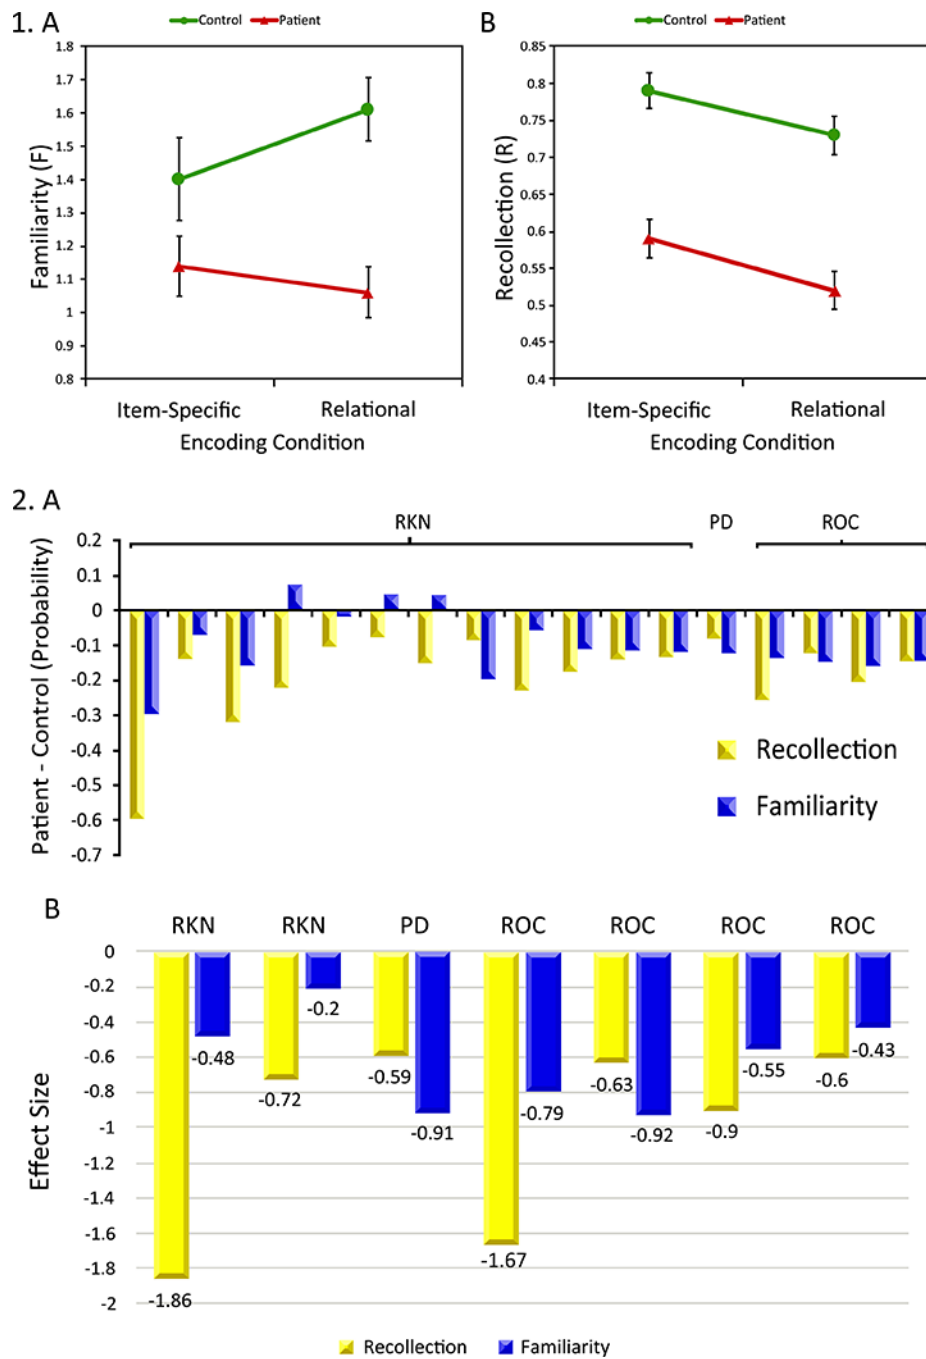 1. A
Control Patient
1.8
1.7
1.6
1.5
1.4
1.3
1.2
1.1
1
0.9
0.8
Familiarity (F)
Item-Specific Relational
Encoding Condition
B
Control Patient
0.85
0.8
0.75
0.7
0.65
0.6
0.55
0.5
0.45
0.4
Recollection (R)
Item-Specific Relational
Encoding Condition
2. A
RKN PD ROC
0.2
0.1
0
-0.1
-0.2
-0.3
-0.4
-0.5
-0.6
-0.7
Patient - Control (Probability)
Recollection
Familiarity
B
RKN RKN PD ROC ROC ROC ROC
0
-0.2
-0.4
-0.6
-0.8
-1
-1.2
-1.4
-1.6
-1.8
-2
Effect Size
-1.86 -0.48 -0.72 -0.2 -0.59 -0.91 -1.67 -0.79 -0.63 -0.92 -0.9 -0.55 -0.6 -0.43
Recollection Familiarity